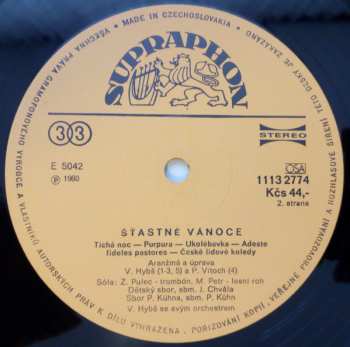 • MADE IN CZECHOSLOVAKIA •
VŠECHNA PRÁVA GRAMOFONOVÉHO VÝROBCE A VLASTNÍKŮ AUTORSKÝCH PRÁV K DÍLU VYHRAZENA. POŘIZOVÁNÍ KOPIÍ, VEŘEJNÉ PROVOZOVÁNÍ A ROZHLASOVÉ ŠÍŘENÍ TÉTO DESKY JE ZAKÁZÁNO
SUPRAPHON
33
STEREO
E 5042
℗ 1980
OSA
1113 2774
Kčs 44,-
2. strana
ŠŤASTNÉ VÁNOCE
Tichá noc — Purpura — Ukolébavka — Adeste
fideles pastores — České lidové koledy
Aranžmá a úprava
V. Hybš (1-3, 5) a P. Vitoch (4)
Sóla: Z. Pulec - trombón, M. Petr - lesní roh
Dětský sbor, sbm. J. Chvála
Sbor P. Kühna, sbm. P. Kühn
V. Hybš se svým orchestrem